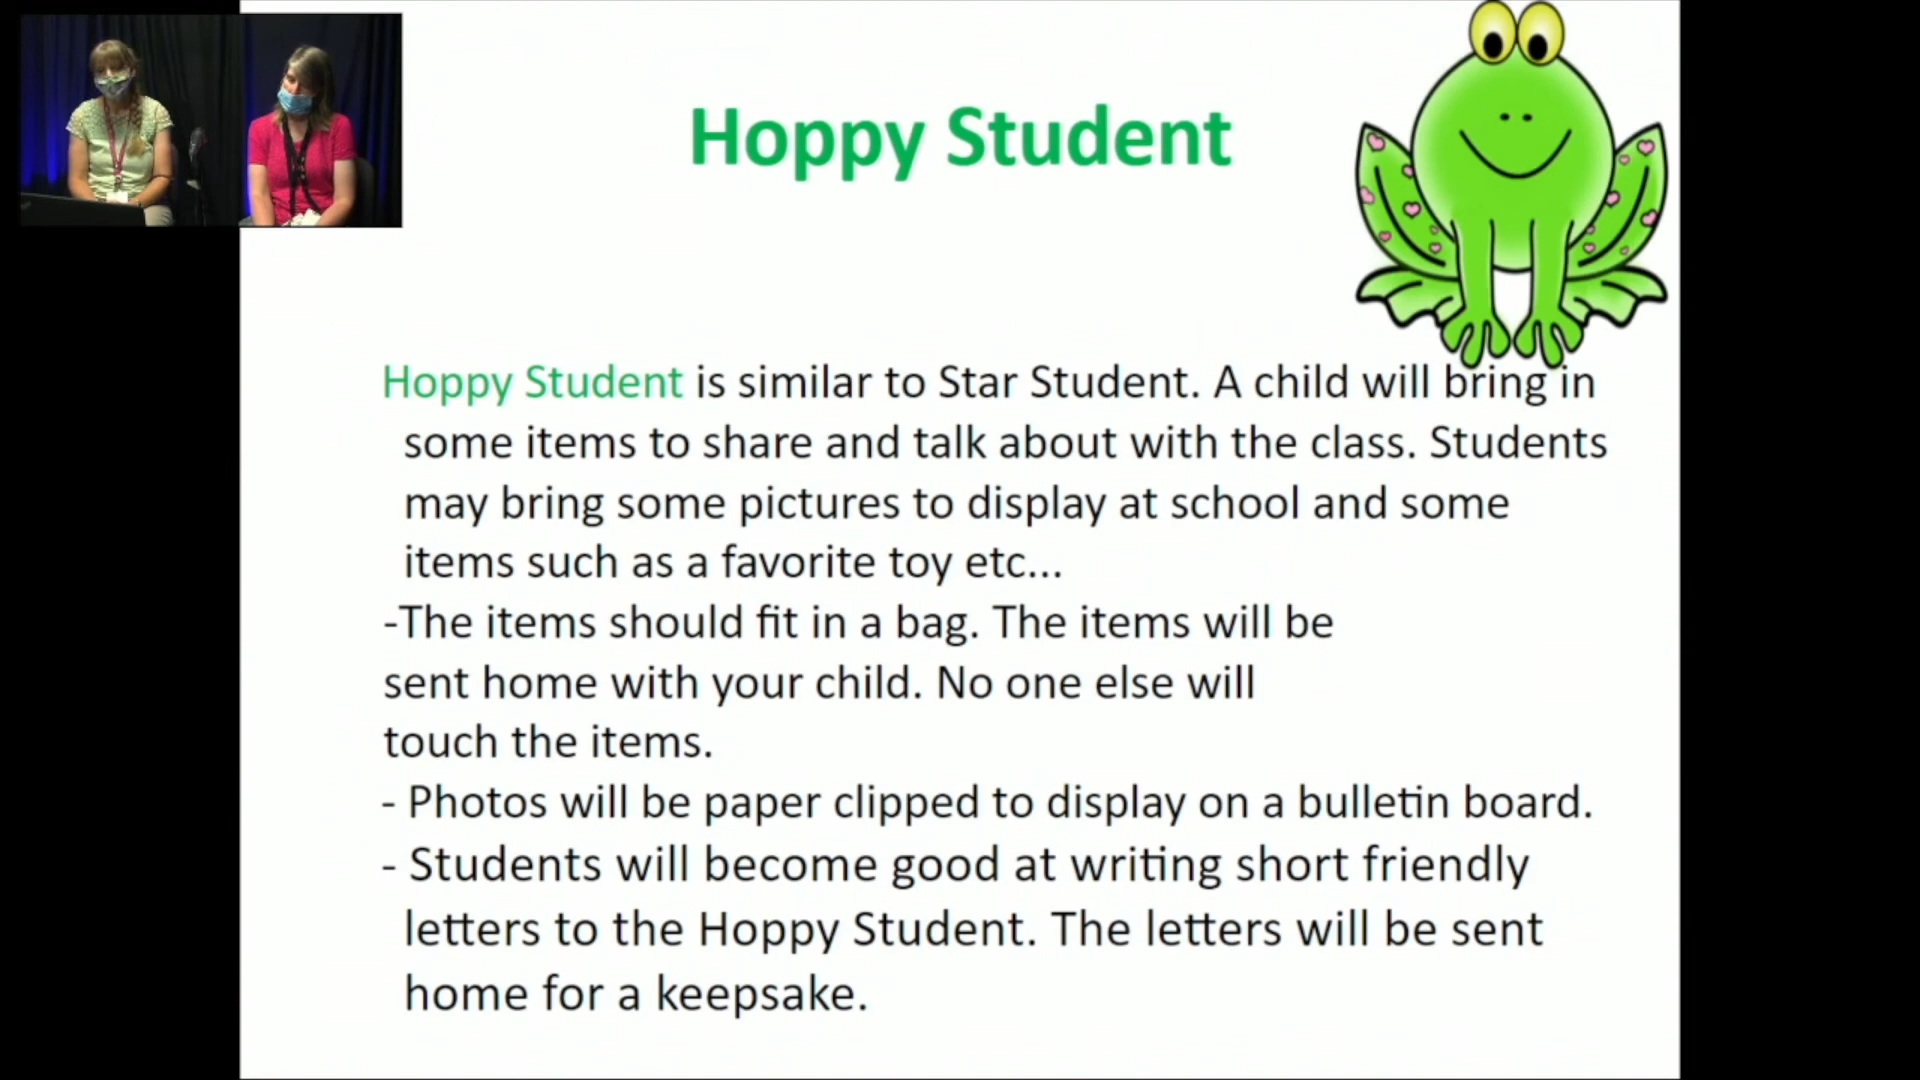 Hoppy Student
Hoppy Student is similar to Star Student. A child will bring in
some items to share and talk about with the class. Students
may bring some pictures to display at school and some
items such as a favorite toy etc...
-The items should fit in a bag. The items will be
sent home with your child. No one else will
touch the items.
- Photos will be paper clipped to display on a bulletin board.
- Students will become good at writing short friendly
letters to the Hoppy Student. The letters will be sent
home for a keepsake.